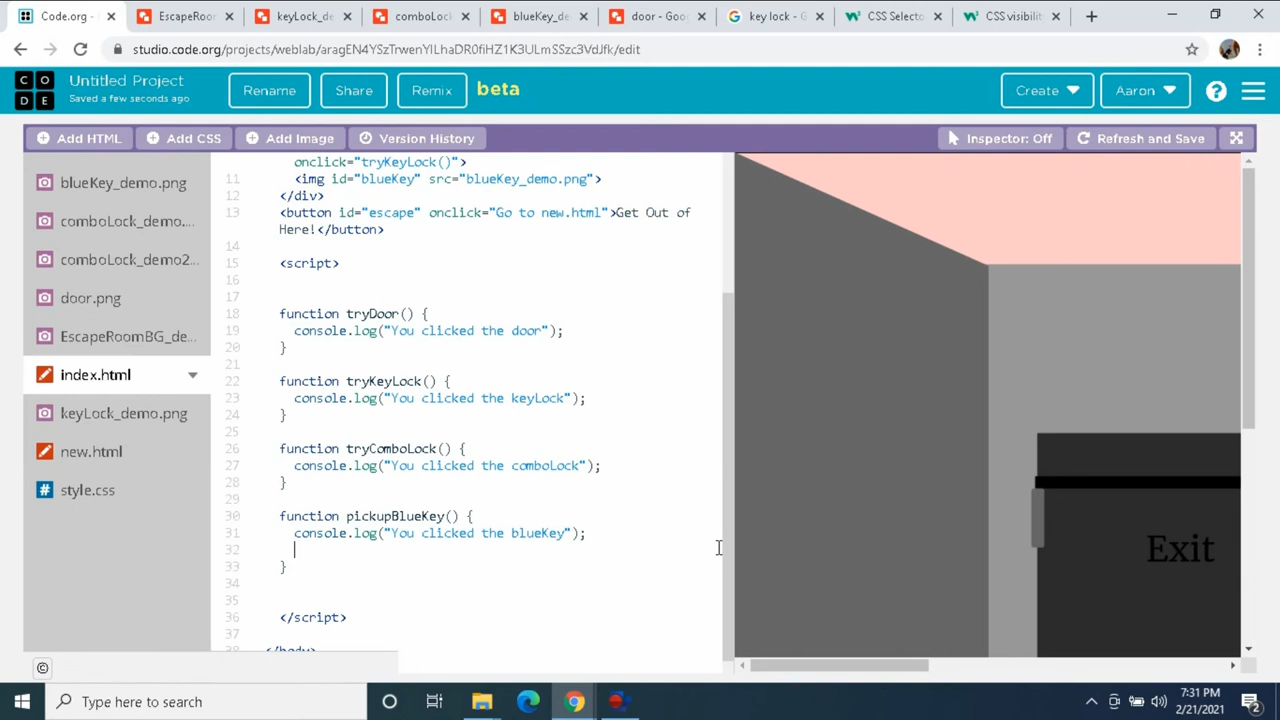 Code.org -
EscapeRoo
keyLock_de
comboLock
blueKey_de
door - Goo
key lock - G
CSS Selecto
CSS visibilit
studio.code.org/projects/weblab/aragEN4YSzTrwenYILhaDR0fiHZ1K3ULmSSzc3VdJfk/edit
C O
D E
Untitled Project
Saved a few seconds ago
Rename
Share
Remix
beta
Create
Aaron
?
Add HTML
Add CSS
Add Image
Version History
Inspector: Off
Refresh and Save
blueKey_demo.png
comboLock_demo....
comboLock_demo2...
door.png
EscapeRoomBG_de...
index.html
keyLock_demo.png
new.html
# style.css
onclick="tryKeyLock()">
11 <img id="blueKey" src="blueKey_demo.png">
12 </div>
13 <button id="escape" onclick="Go to new.html">Get Out of
Here!</button>
14
15 <script>
16
17
18 function tryDoor() {
19 console.log("You clicked the door");
20 }
21
22 function tryKeyLock() {
23 console.log("You clicked the keyLock");
24 }
25
26 function tryComboLock() {
27 console.log("You clicked the comboLock");
28 }
29
30 function pickupBlueKey() {
31 console.log("You clicked the blueKey");
32
33 }
34
35
36 </script>
37
38 </body>
Exit
©
Type here to search
7:31 PM
2/21/2021
2